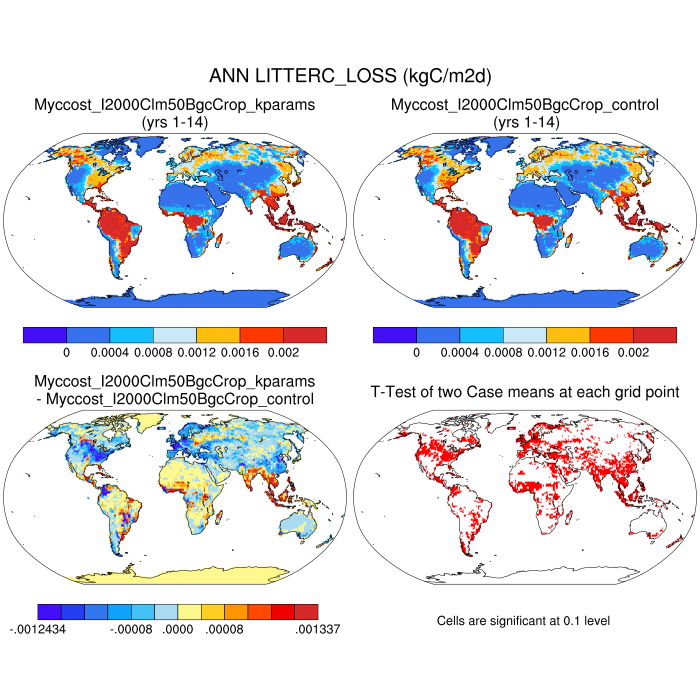 ANN LITTERC_LOSS (kgC/m2d)
Myccost_I2000Clm50BgcCrop_kparams
(yrs 1-14)
Myccost_I2000Clm50BgcCrop_control
(yrs 1-14)
0 0.0004 0.0008 0.0012 0.0016 0.002
0 0.0004 0.0008 0.0012 0.0016 0.002
Myccost_I2000Clm50BgcCrop_kparams
- Myccost_I2000Clm50BgcCrop_control
T-Test of two Case means at each grid point
-.0012434 -.00008 .0000 .00008 .001337
Cells are significant at 0.1 level